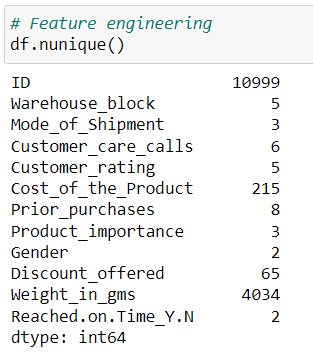 # Feature engineering
df.nunique()
ID 10999
Warehouse_block 5
Mode_of_Shipment 3
Customer_care_calls 6
Customer_rating 5
Cost_of_the_Product 215
Prior_purchases 8
Product_importance 3
Gender 2
Discount_offered 65
Weight_in_gms 4034
Reached.on.Time_Y.N 2
dtype: int64